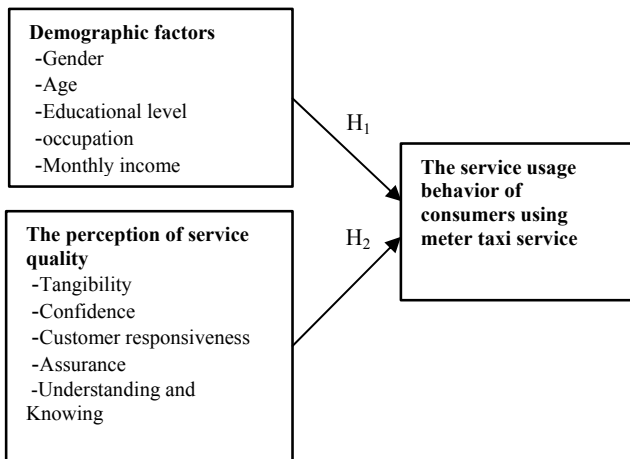 Demographic factors
-Gender
-Age
-Educational level
-occupation
-Monthly income
H₁
The service usage
behavior of
consumers using
meter taxi service
The perception of service
quality
-Tangibility
-Confidence
-Customer responsiveness
-Assurance
-Understanding and
Knowing
H₂